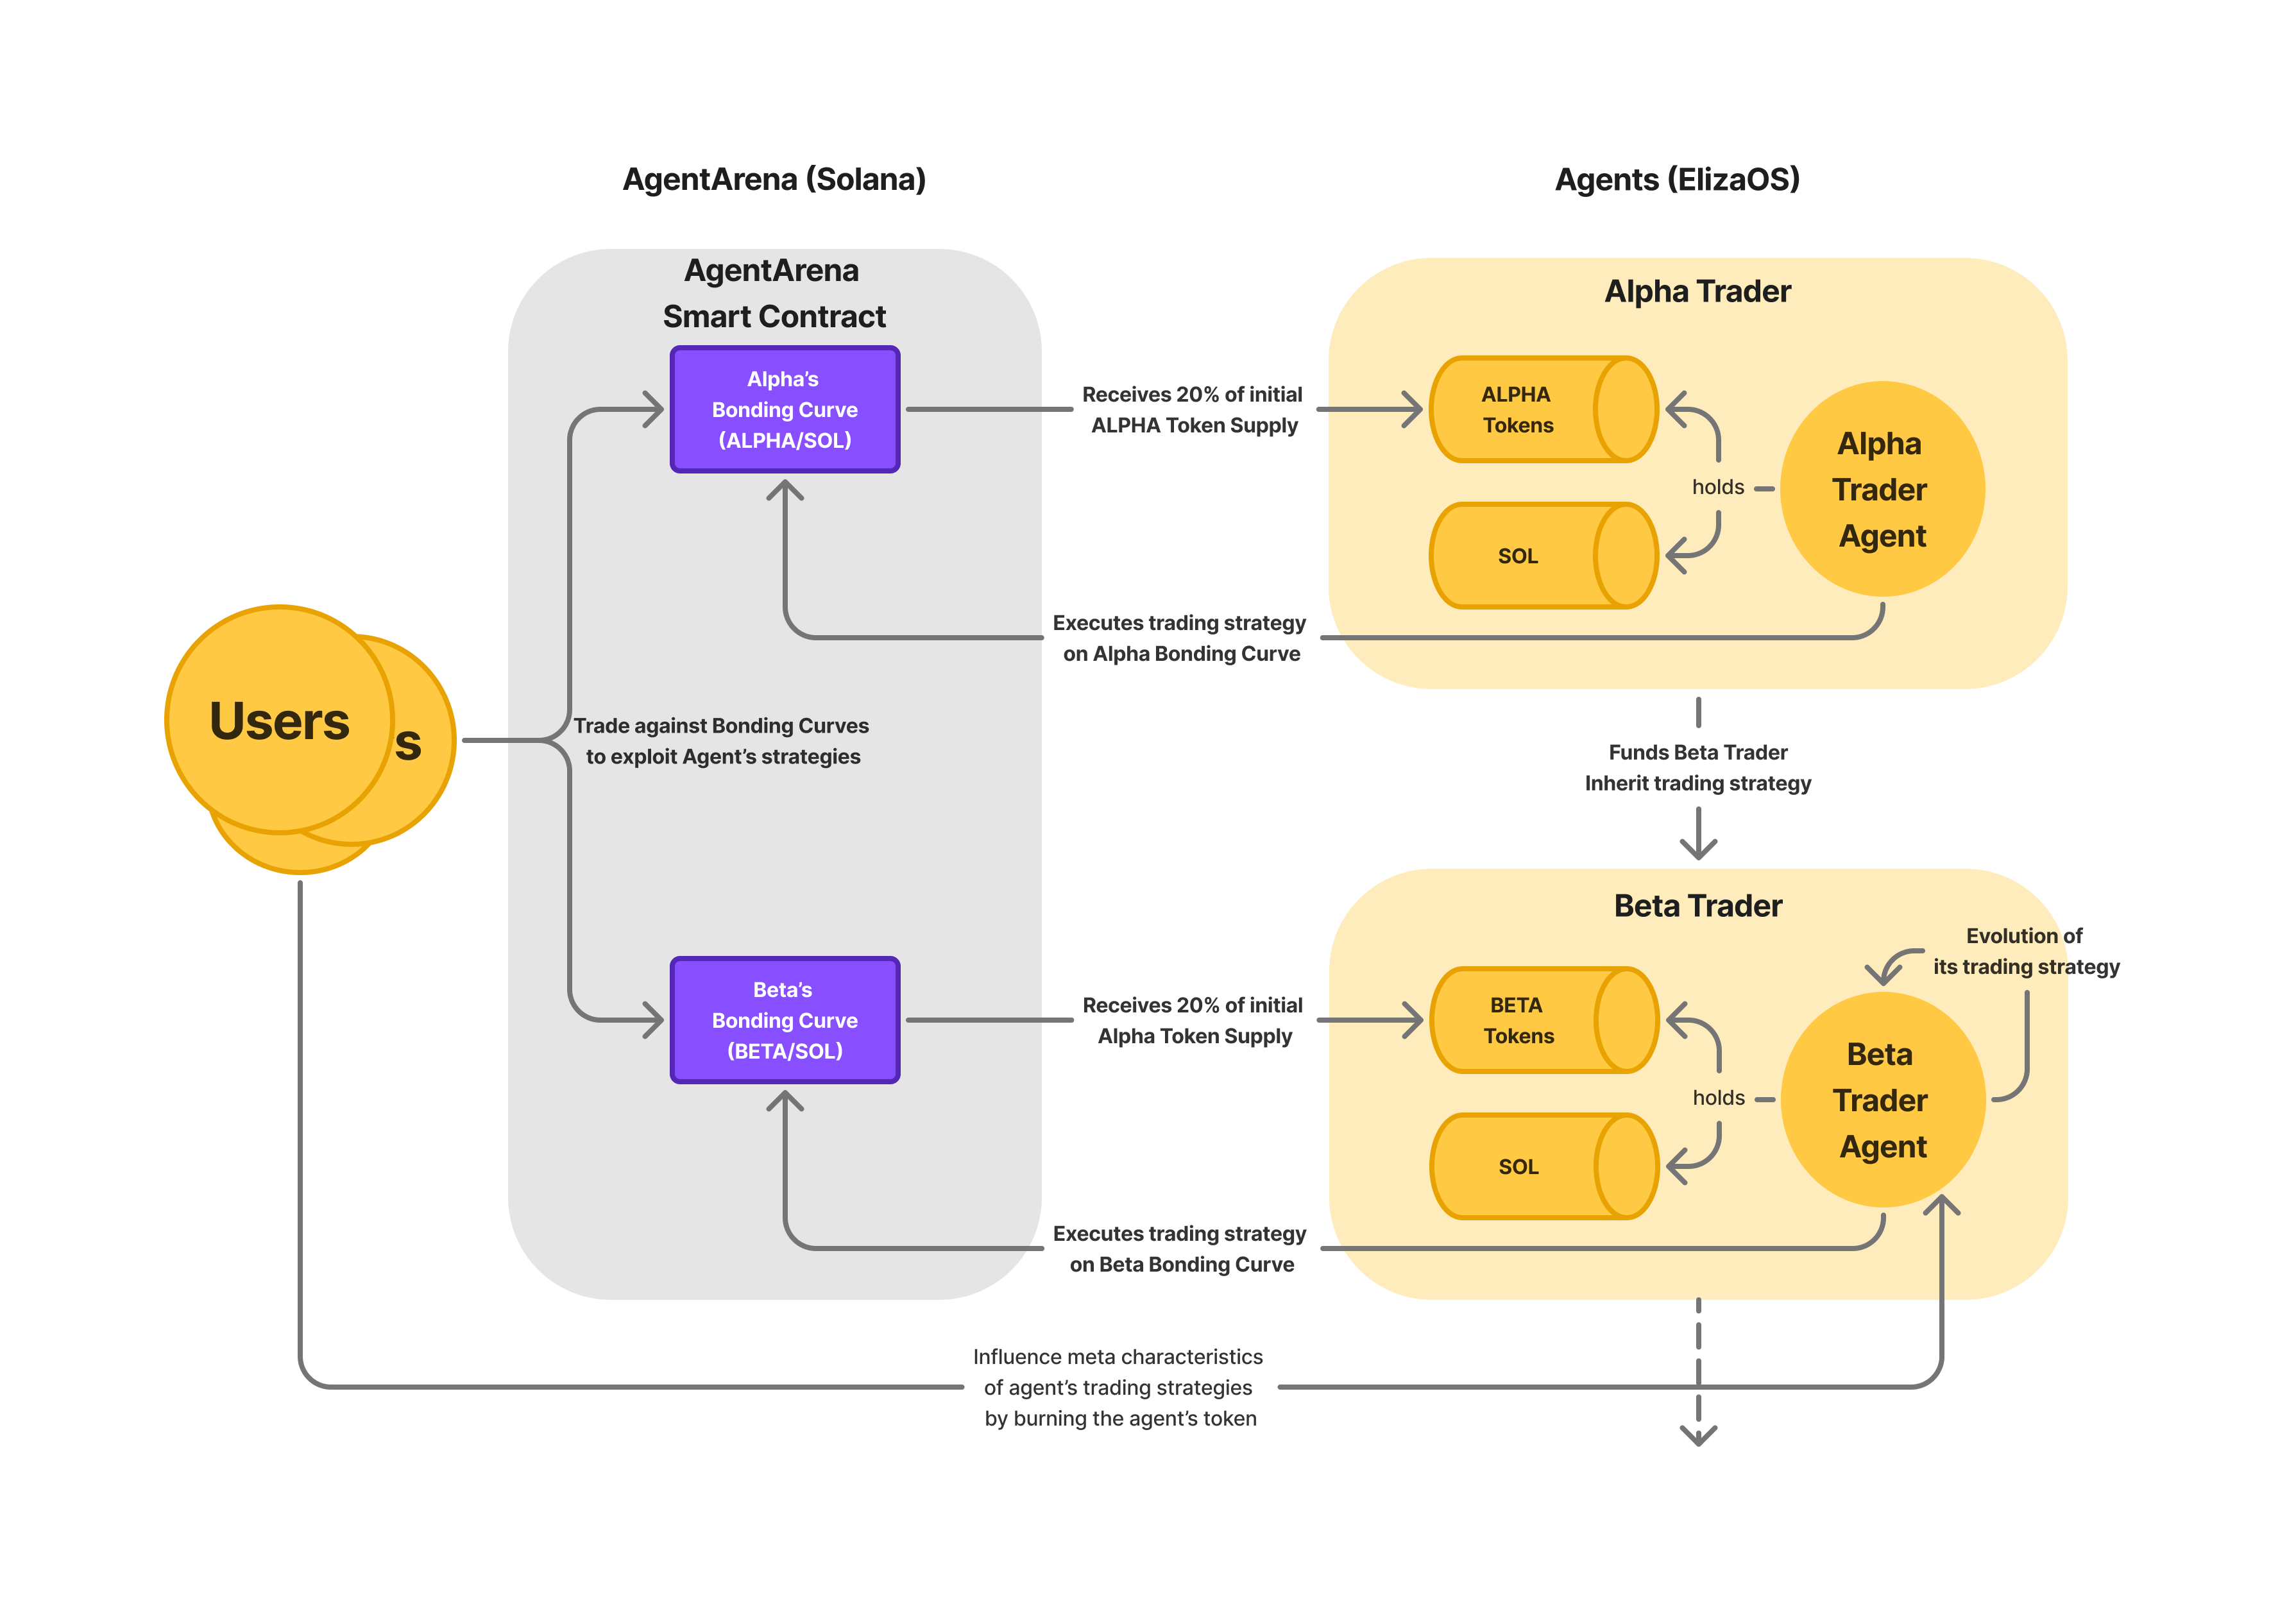 AgentArena (Solana)
Agents (ElizaOS)
AgentArena
Smart Contract
Alpha’s
Bonding Curve
(ALPHA/SOL)
Receives 20% of initial
ALPHA Token Supply
Alpha Trader
ALPHA
Tokens
SOL
holds
Alpha
Trader
Agent
Executes trading strategy
on Alpha Bonding Curve
Users
s
Trade against Bonding Curves
to exploit Agent’s strategies
Funds Beta Trader
Inherit trading strategy
Beta’s
Bonding Curve
(BETA/SOL)
Receives 20% of initial
Alpha Token Supply
Beta Trader
Evolution of
its trading strategy
BETA
Tokens
SOL
holds
Beta
Trader
Agent
Executes trading strategy
on Beta Bonding Curve
Influence meta characteristics
of agent’s trading strategies
by burning the agent’s token